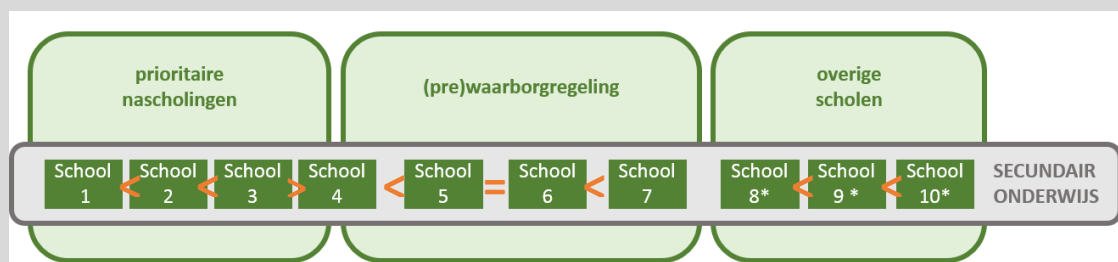 prioritaire
nascholingen
(pre)waarborgregeling
overige
scholen
School
1
<
School
2
<
School
3
>
School
4
<
School
5
=
School
6
<
School
7
School
8*
<
School
9 *
<
School
10*
SECUNDAIR
ONDERWIJS